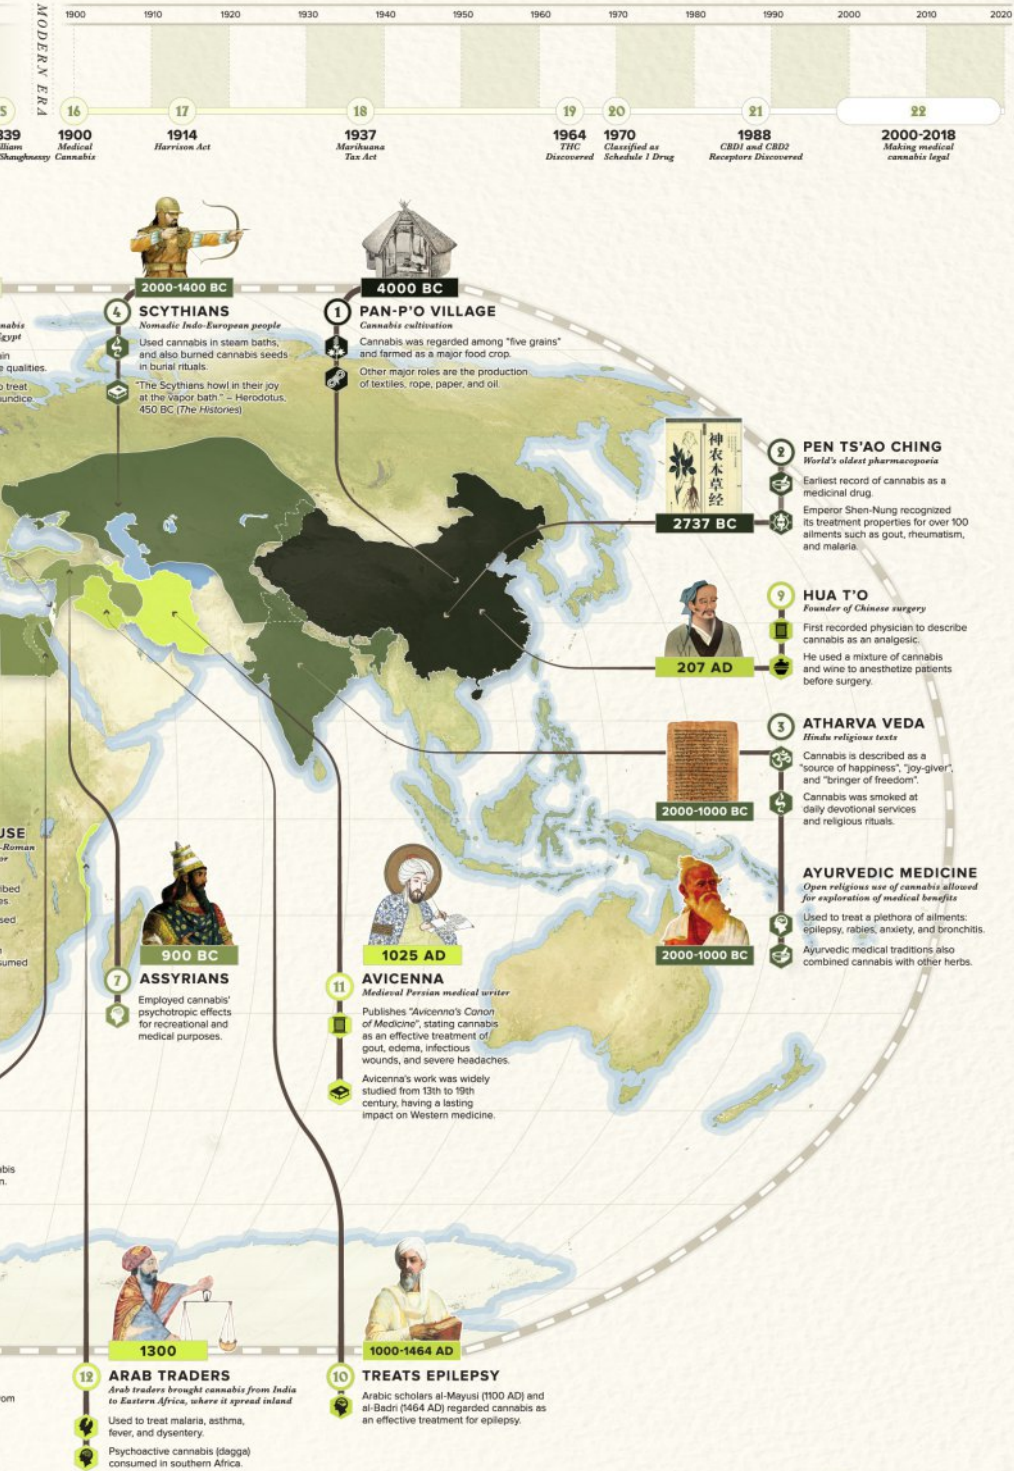 1900 1910 1920 1930 1940 1950 1960 1970 1980 1990 2000 2010 2020
MODERN ERA
16
1900
Medical
Cannabis
17
1914
Harrison Act
18
1937
Marihuana
Tax Act
19
1964
THC
Discovered
20
1970
Classified as
Schedule 1 Drug
21
1988
CBD1 and CBD2
Receptors Discovered
22
2000-2018
Making medical
cannabis legal
5
839
lliam
Shaughnessy
2000-1400 BC
4
SCYTHIANS
Nomadic Indo-European people
Used cannabis in steam baths,
and also burned cannabis seeds
in burial rituals.
"The Scythians howl in their joy
at the vapor bath." – Herodotus,
450 BC (The Histories)
4000 BC
1
PAN-P'O VILLAGE
Cannabis cultivation
Cannabis was regarded among "five grains"
and farmed as a major food crop.
Other major roles are the production
of textiles, rope, paper, and oil.
nabis
gypt
in
e qualities.
o treat
undice.
神农本草经
2737 BC
2
PEN TS'AO CHING
World's oldest pharmacopoeia
Earliest record of cannabis as a
medicinal drug.
Emperor Shen-Nung recognized
its treatment properties for over 100
ailments such as gout, rheumatism,
and malaria.
207 AD
9
HUA T'O
Founder of Chinese surgery
First recorded physician to describe
cannabis as an analgesic.
He used a mixture of cannabis
and wine to anesthetize patients
before surgery.
2000-1000 BC
3
ATHARVA VEDA
Hindu religious texts
Cannabis is described as a
"source of happiness", "joy-giver",
and "bringer of freedom".
Cannabis was smoked at
daily devotional services
and religious rituals.
2000-1000 BC
AYURVEDIC MEDICINE
Open religious use of cannabis allowed
for exploration of medical benefits
Used to treat a plethora of ailments:
epilepsy, rabies, anxiety, and bronchitis.
Ayurvedic medical traditions also
combined cannabis with other herbs.
USE
-Roman
or
ibed
es.
sed
n
sumed
900 BC
7
ASSYRIANS
Employed cannabis'
psychotropic effects
for recreational and
medical purposes.
1025 AD
11
AVICENNA
Medieval Persian medical writer
Publishes "Avicenna's Canon
of Medicine", stating cannabis
as an effective treatment of
gout, edema, infectious
wounds, and severe headaches.
Avicenna's work was widely
studied from 13th to 19th
century, having a lasting
impact on Western medicine.
abis
n.
1300
12
ARAB TRADERS
Arab traders brought cannabis from India
to Eastern Africa, where it spread inland
Used to treat malaria, asthma,
fever, and dysentery.
Psychoactive cannabis (dagga)
consumed in southern Africa.
1000-1464 AD
10
TREATS EPILEPSY
Arabic scholars al-Mayusi (1100 AD) and
al-Badri (1464 AD) regarded cannabis as
an effective treatment for epilepsy.
rom